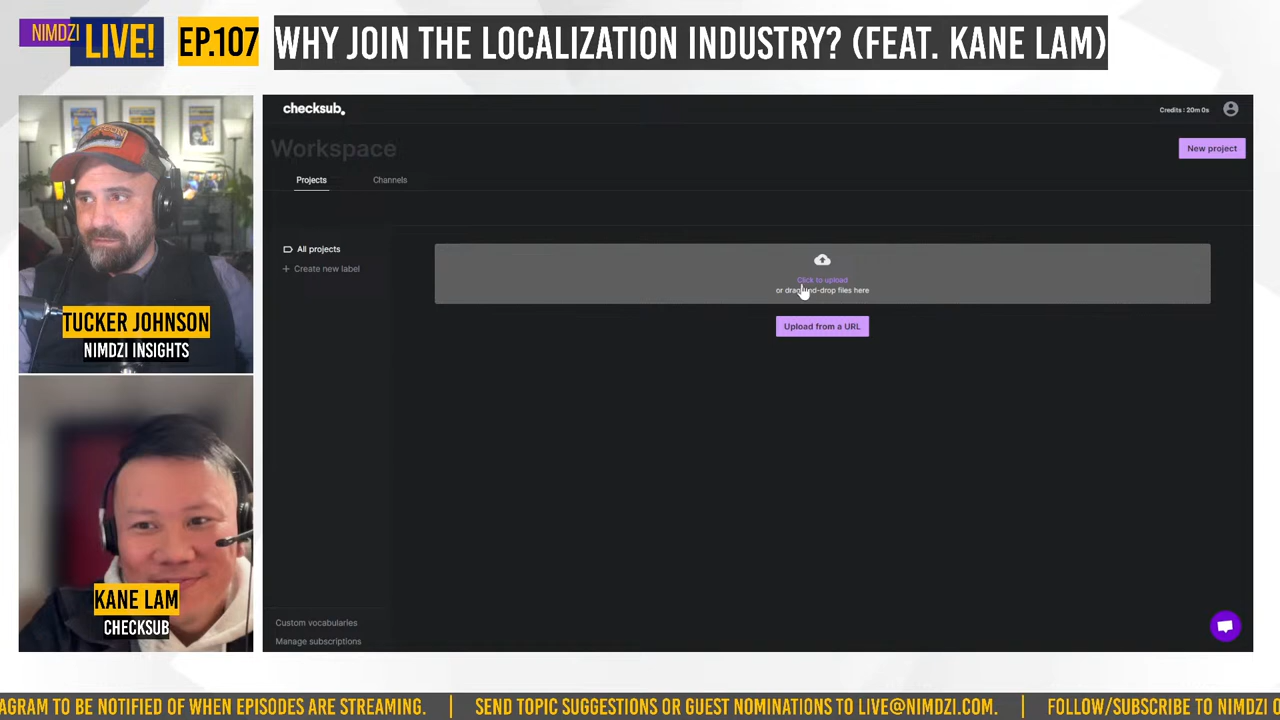 NIMDZI LIVE!
EP.107
WHY JOIN THE LOCALIZATION INDUSTRY? (FEAT. KANE LAM)
checksub.
Credits : 20m 0s
Workspace
New project
Projects
Channels
All projects
+ Create new label
Click to upload
or drag-and-drop files here
Upload from a URL
Custom vocabularies
Manage subscriptions
TUCKER JOHNSON
NIMDZI INSIGHTS
KANE LAM
CHECKSUB
AGRAM TO BE NOTIFIED OF WHEN EPISODES ARE STREAMING. | SEND TOPIC SUGGESTIONS OR GUEST NOMINATIONS TO LIVE@NIMDZI.COM. | FOLLOW/SUBSCRIBE TO NIMDZI